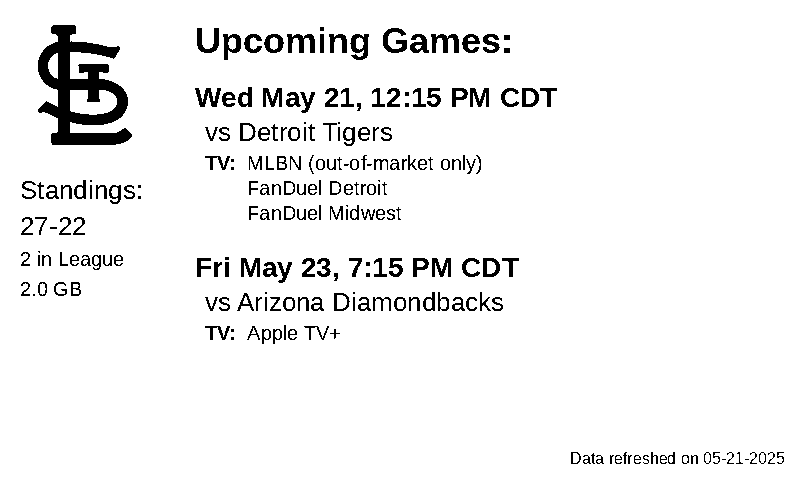 STL
Standings:
27-22
2 in League
2.0 GB
Upcoming Games:
Wed May 21, 12:15 PM CDT
vs Detroit Tigers
TV: MLBN (out-of-market only)
FanDuel Detroit
FanDuel Midwest
Fri May 23, 7:15 PM CDT
vs Arizona Diamondbacks
TV: Apple TV+
Data refreshed on 05-21-2025